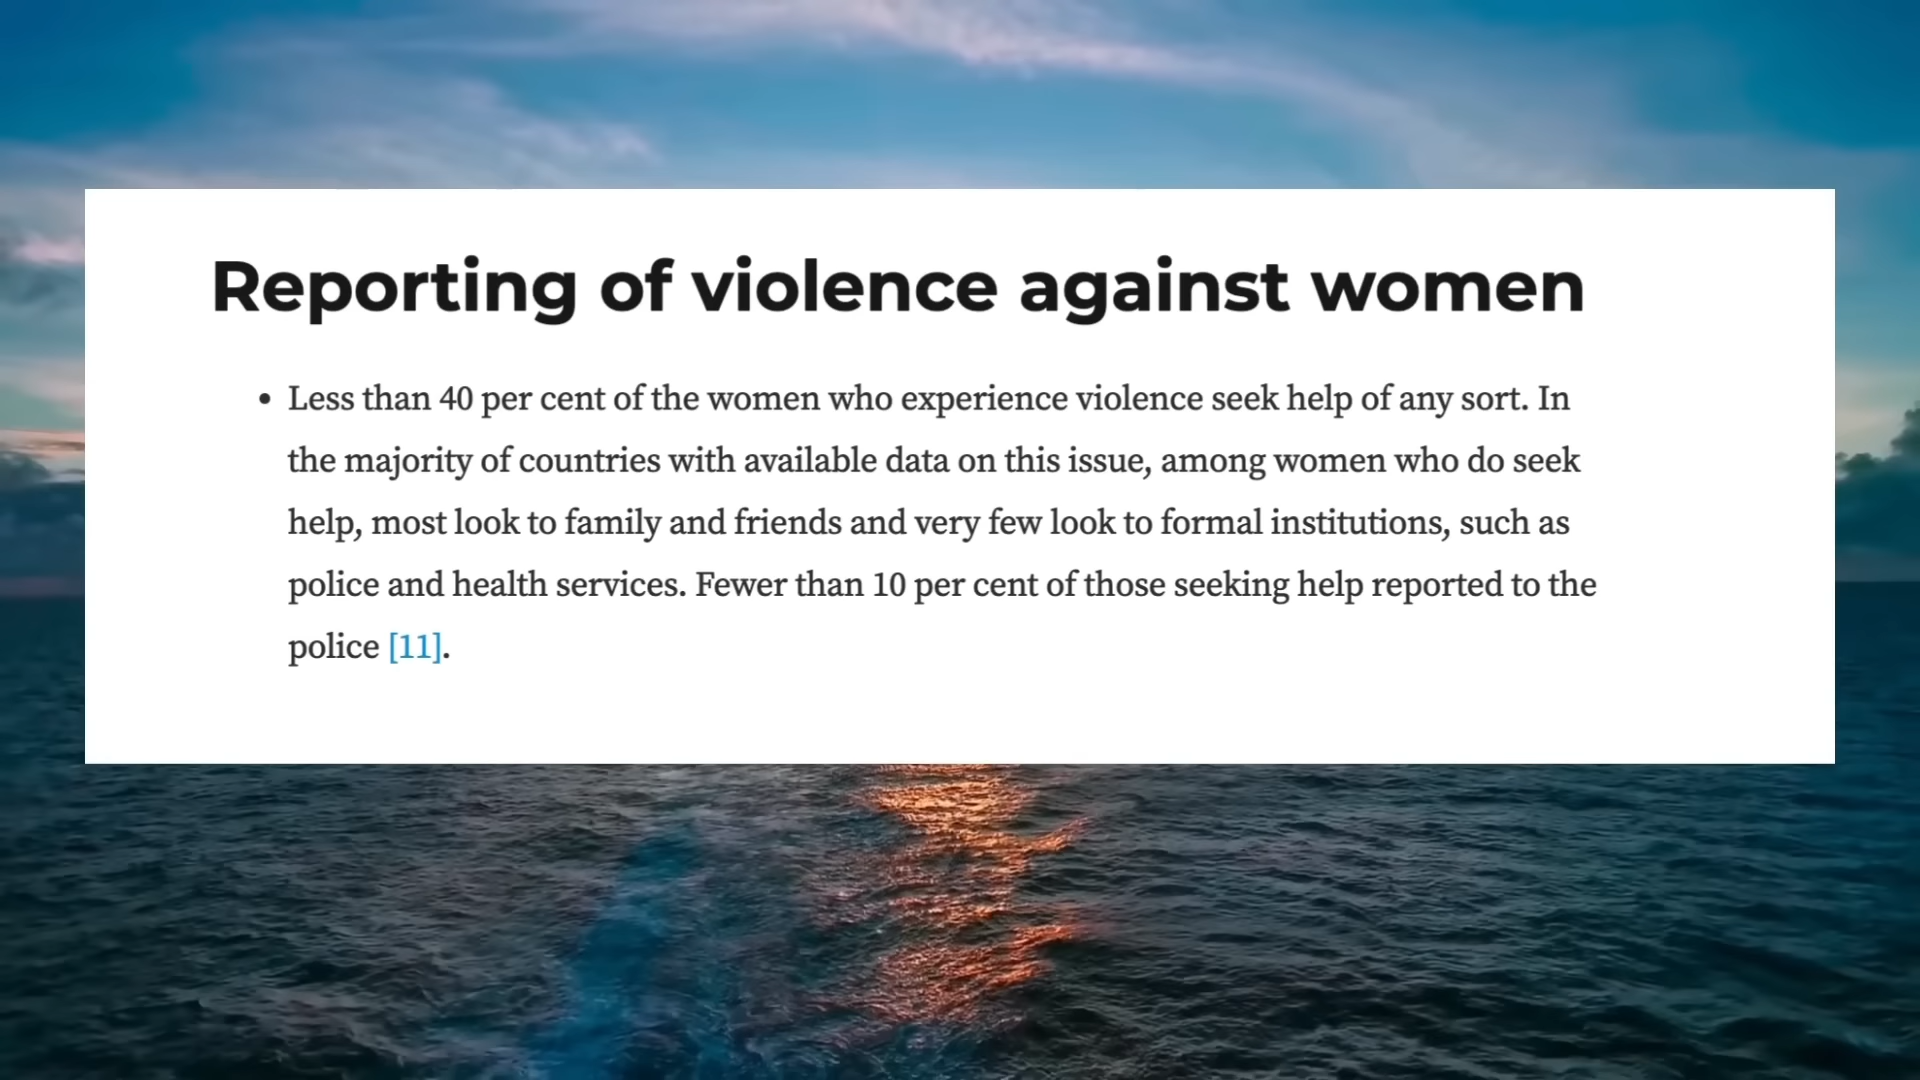 Reporting of violence against women
• Less than 40 per cent of the women who experience violence seek help of any sort. In
the majority of countries with available data on this issue, among women who do seek
help, most look to family and friends and very few look to formal institutions, such as
police and health services. Fewer than 10 per cent of those seeking help reported to the
police [11].